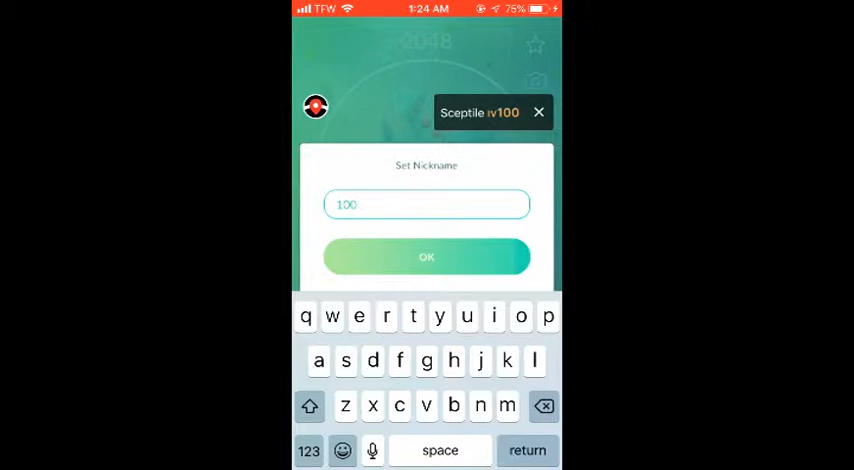 TFW 1:24 AM 75%
2048
Sceptile IV100 ×
Set Nickname
100
OK
q w e r t y u i o p
a s d f g h j k l
z x c v b n m
123 space return